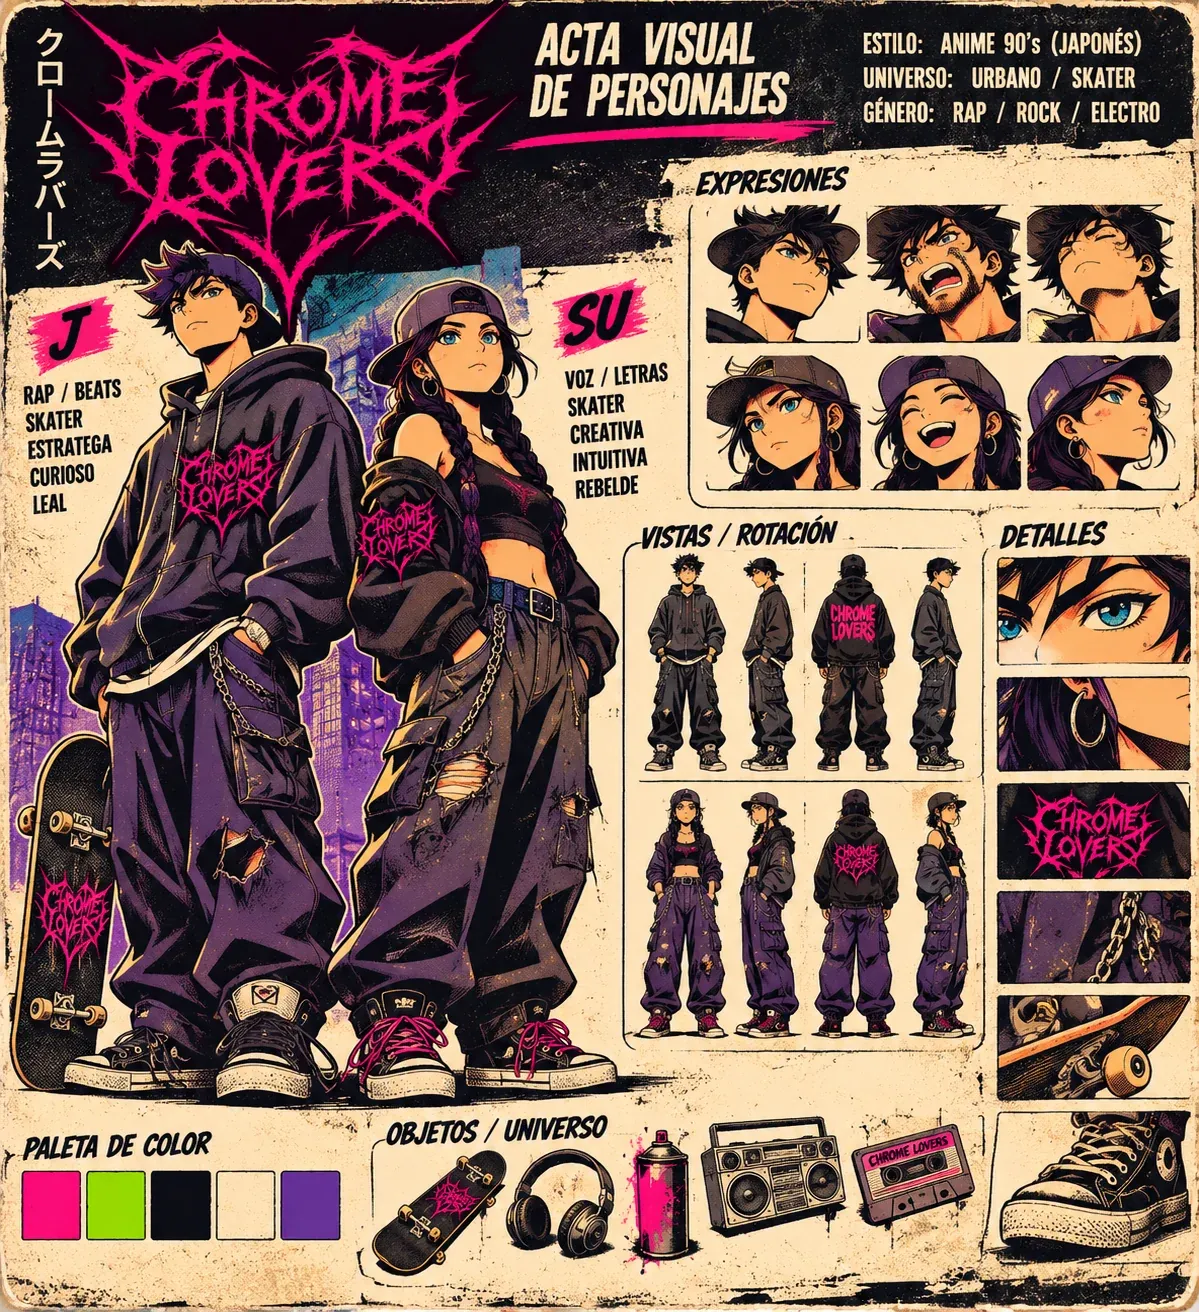 クロームラバーズ
CHROME
LOVERS
ACTA VISUAL
DE PERSONAJES
ESTILO: ANIME 90's (JAPONÉS)
UNIVERSO: URBANO / SKATER
GÉNERO: RAP / ROCK / ELECTRO
J
RAP / BEATS
SKATER
ESTRATEGA
CURIOSO
LEAL
SU
VOZ / LETRAS
SKATER
CREATIVA
INTUITIVA
REBELDE
CHROME
LOVERS
CHROME
LOVERS
CHROME
LOVERS
EXPRESIONES
VISTAS / ROTACIÓN
CHROME
LOVERS
CHROME
LOVERS
DETALLES
CHROME
LOVERS
PALETA DE COLOR
OBJETOS / UNIVERSO
CHROME LOVERS